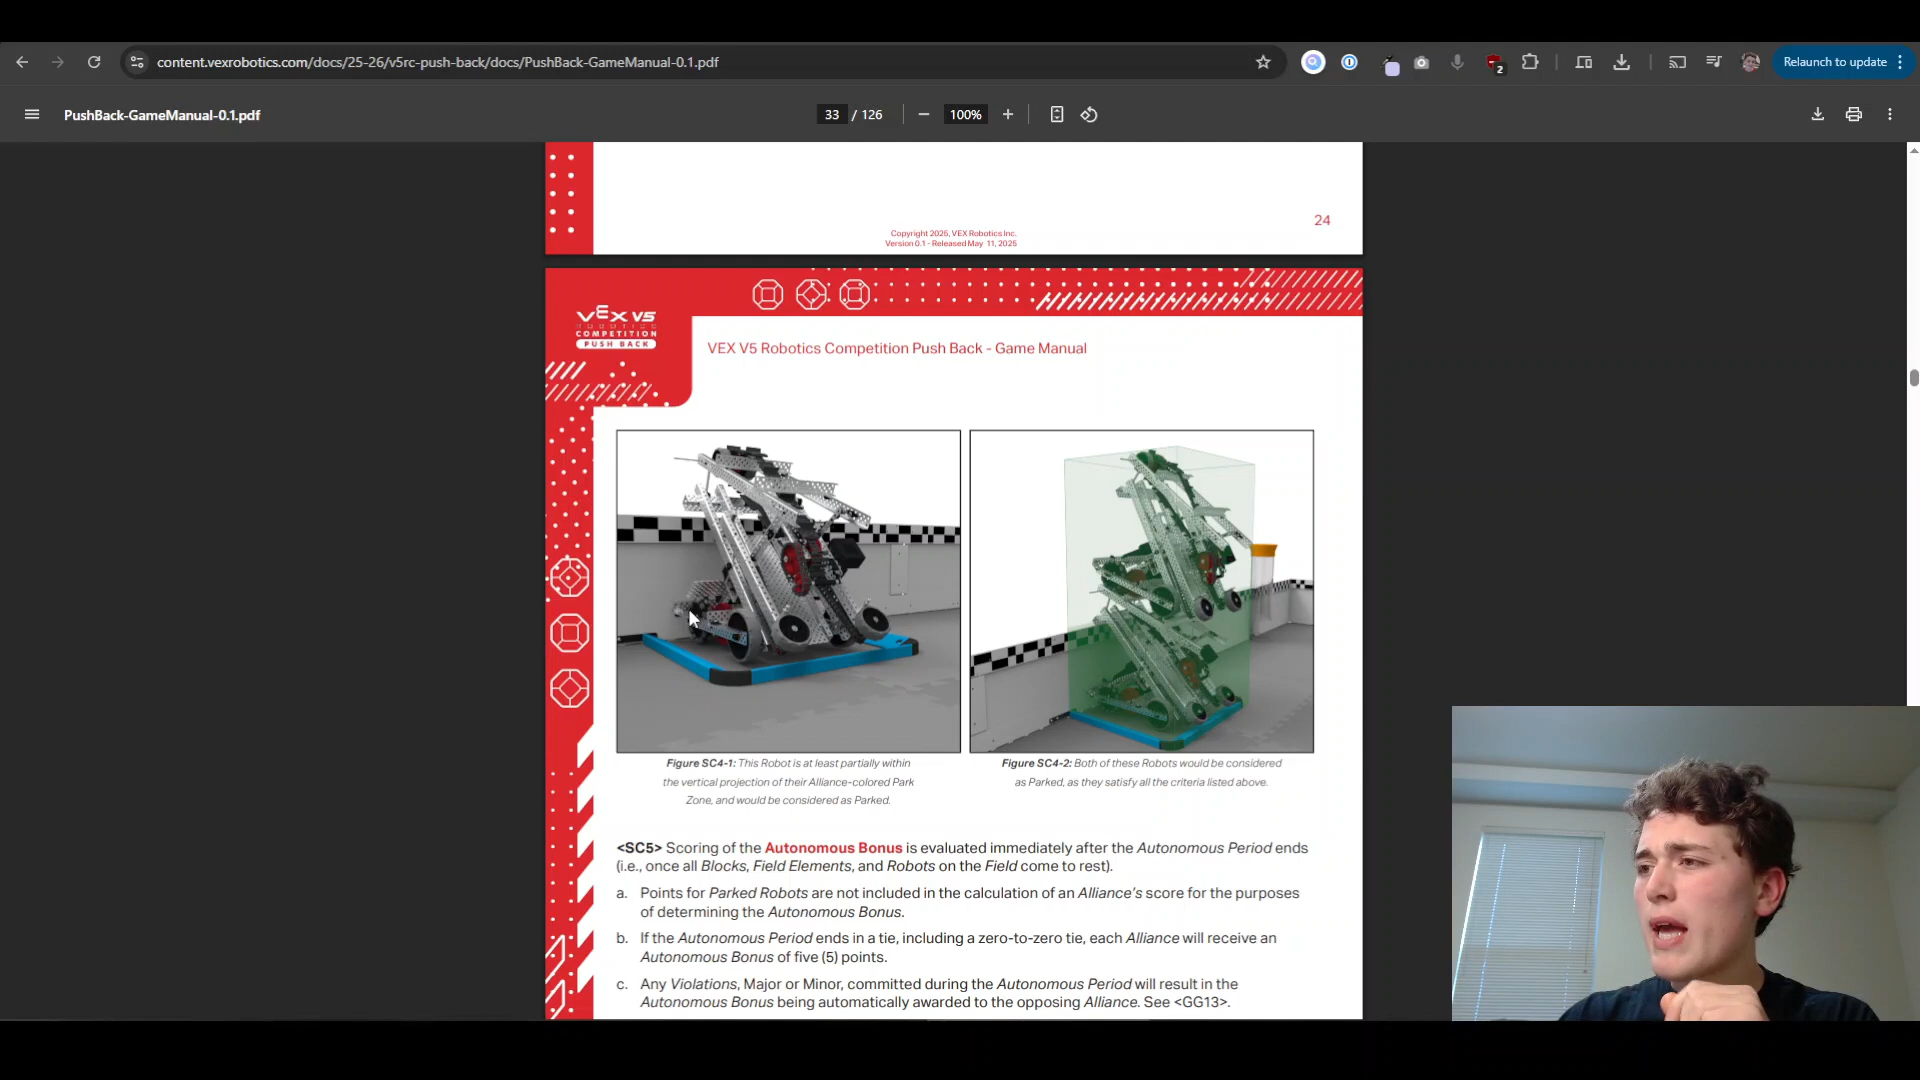 content.vexrobotics.com/docs/25-26/v5rc-push-back/docs/PushBack-GameManual-0.1.pdf
2
Relaunch to update
PushBack-GameManual-0.1.pdf
33 / 126
100%
24
Copyright 2025, VEX Robotics Inc.
Version 0.1 - Released May 11, 2025
VEX V5
ROBOTICS
COMPETITION
PUSH BACK
VEX V5 Robotics Competition Push Back - Game Manual
Figure SC4-1: This Robot is at least partially within
the vertical projection of their Alliance-colored Park
Zone, and would be considered as Parked.
Figure SC4-2: Both of these Robots would be considered
as Parked, as they satisfy all the criteria listed above.
<SC5> Scoring of the Autonomous Bonus is evaluated immediately after the Autonomous Period ends
(i.e., once all Blocks, Field Elements, and Robots on the Field come to rest).
a. Points for Parked Robots are not included in the calculation of an Alliance's score for the purposes
of determining the Autonomous Bonus.
b. If the Autonomous Period ends in a tie, including a zero-to-zero tie, each Alliance will receive an
Autonomous Bonus of five (5) points.
c. Any Violations, Major or Minor, committed during the Autonomous Period will result in the
Autonomous Bonus being automatically awarded to the opposing Alliance. See <GG13>.